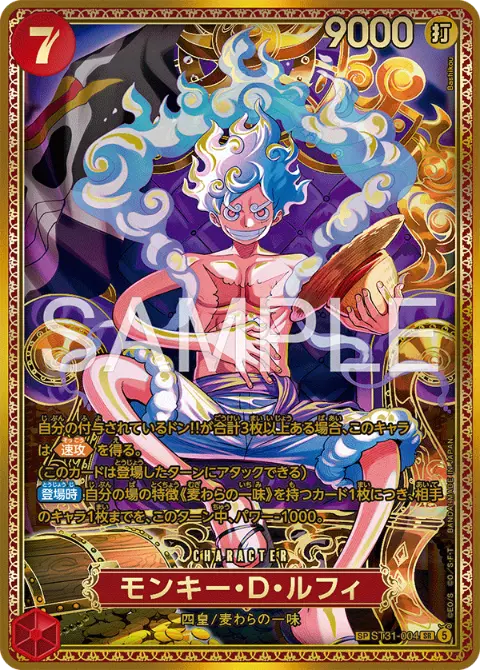 7
9000
打
Bashikou
SAMPLE
自分の付与されているドン!!が合計3枚以上ある場合、このキャラ
は 速攻 を得る。
(このカードは登場したターンにアタックできる)
登場時 自分の場の特徴《麦わらの一味》を持つカード1枚につき、相手
のキャラ1枚までを、このターン中、パワー-1000。
CHARACTER
モンキー・D・ルフィ
四皇/麦わらの一味
SP ST31-004 SR 5